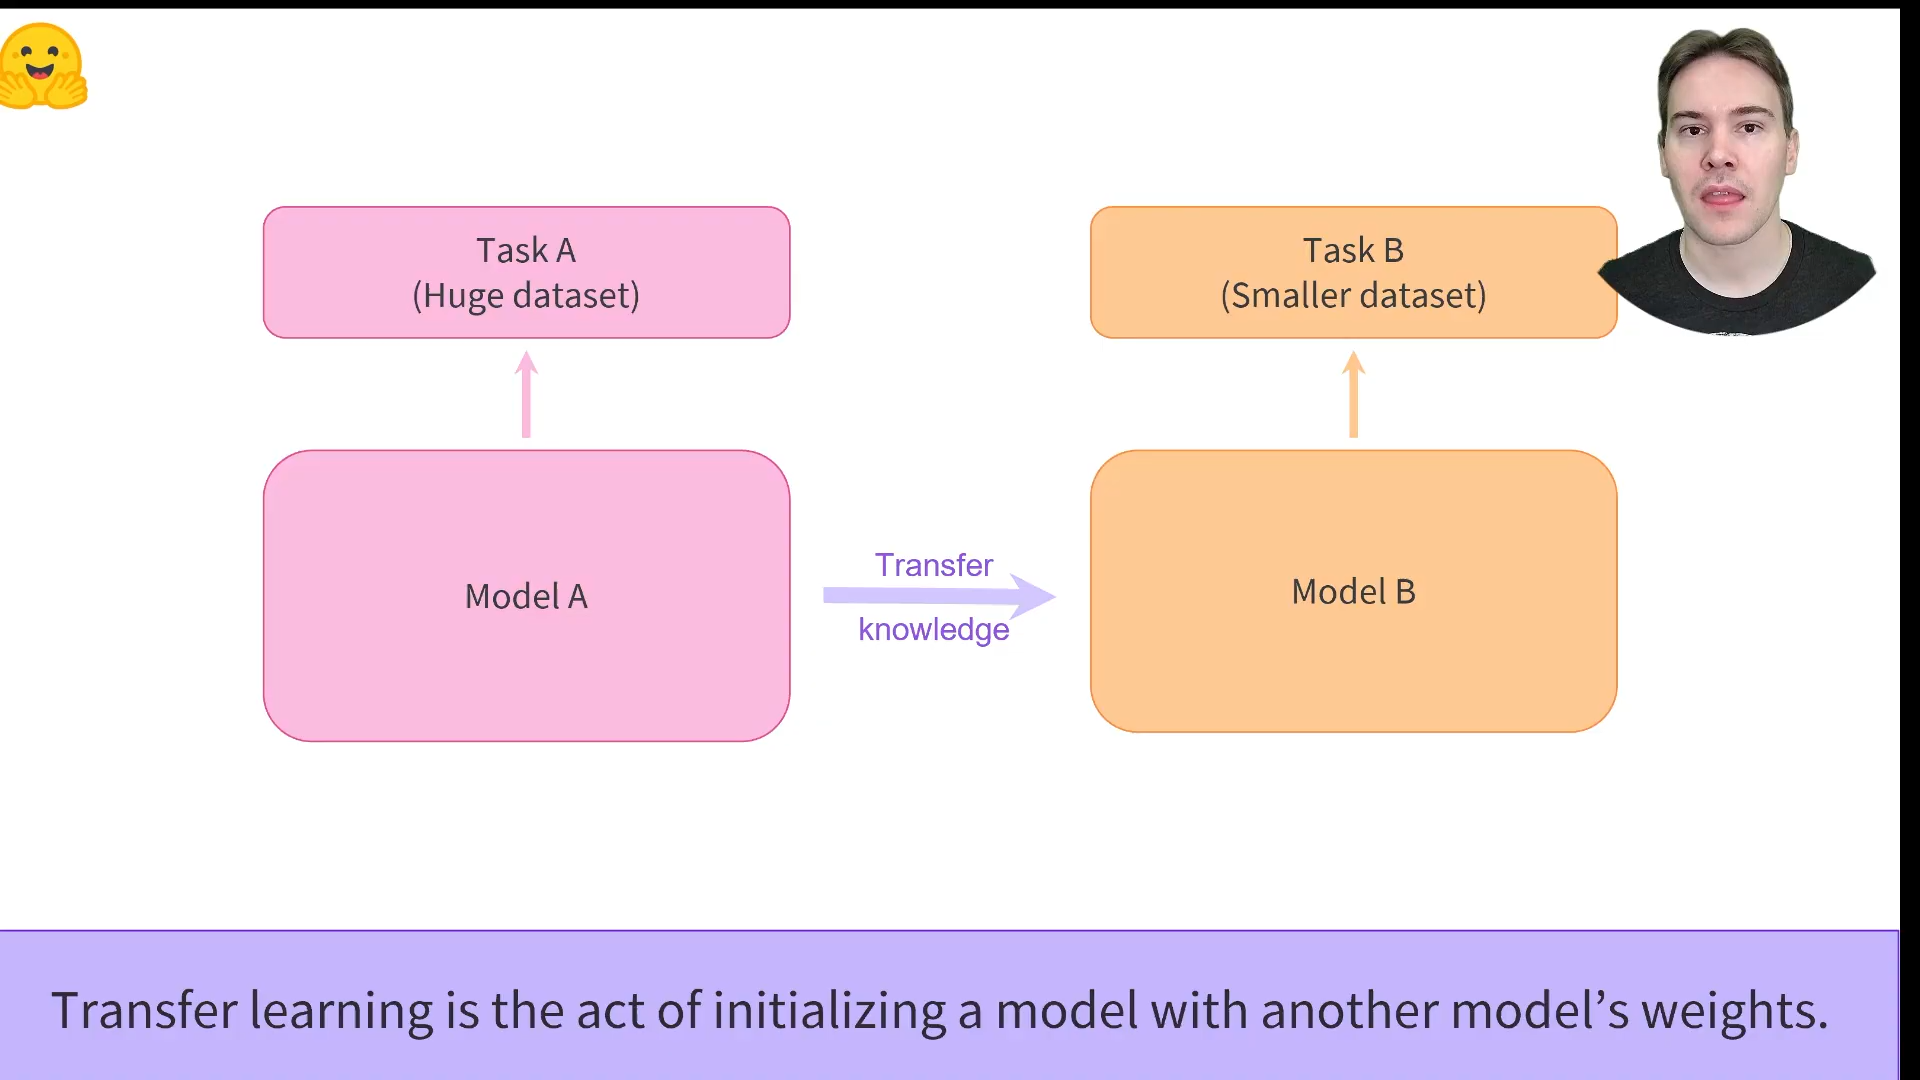 Task A
(Huge dataset)
Task B
(Smaller dataset)
Model A
Transfer
knowledge
Model B
Transfer learning is the act of initializing a model with another model’s weights.